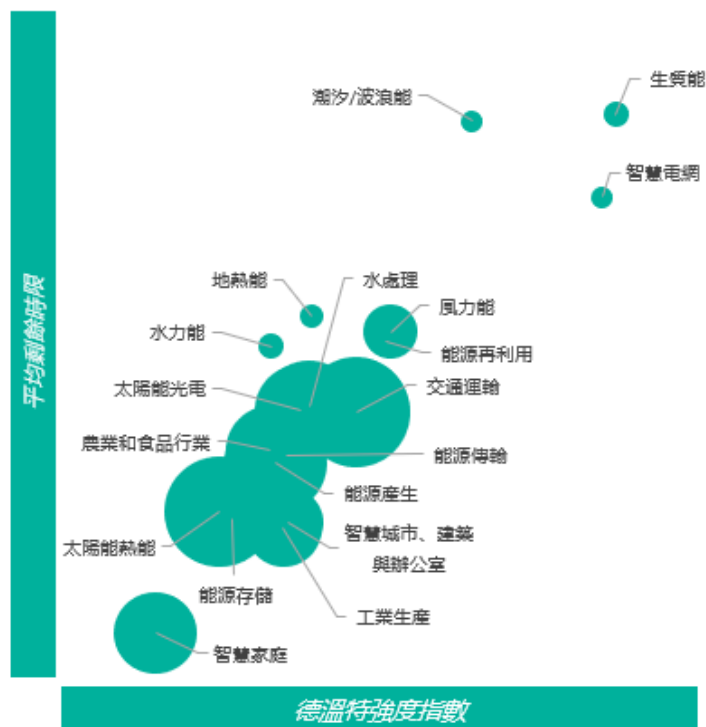 生質能
潮汐/波浪能
智慧電網
地熱能
水處理
風力能
水力能
能源再利用
太陽能光電
交通運輸
農業和食品行業
能源傳輸
能源產生
智慧城市、建築
與辦公室
太陽能熱能
能源存儲
工業生產
智慧家庭
平均剩餘時限
德溫特強度指數